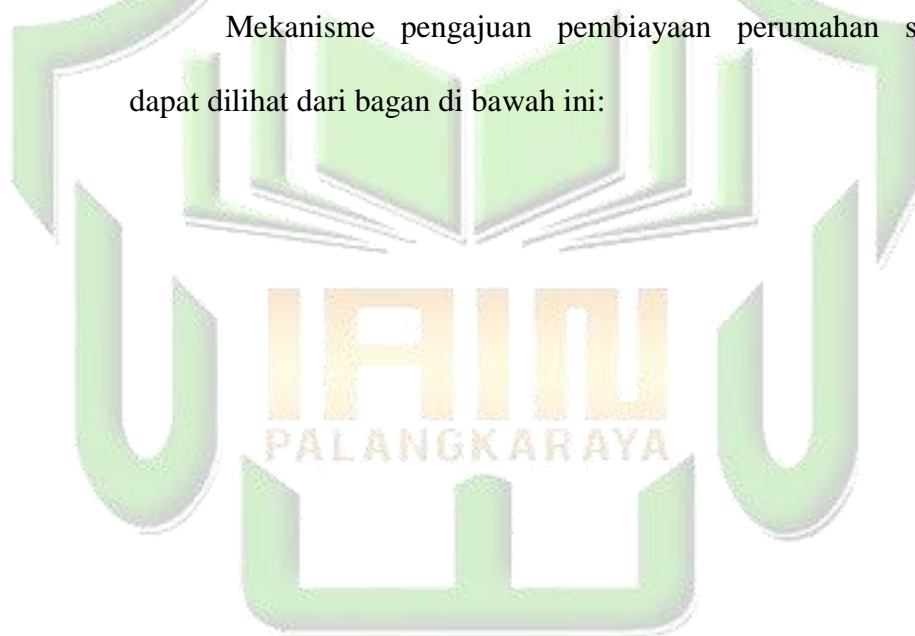 Mekanisme pengajuan pembiayaan perumahan s
dapat dilihat dari bagan di bawah ini:
IAIN
PALANGKARAYA